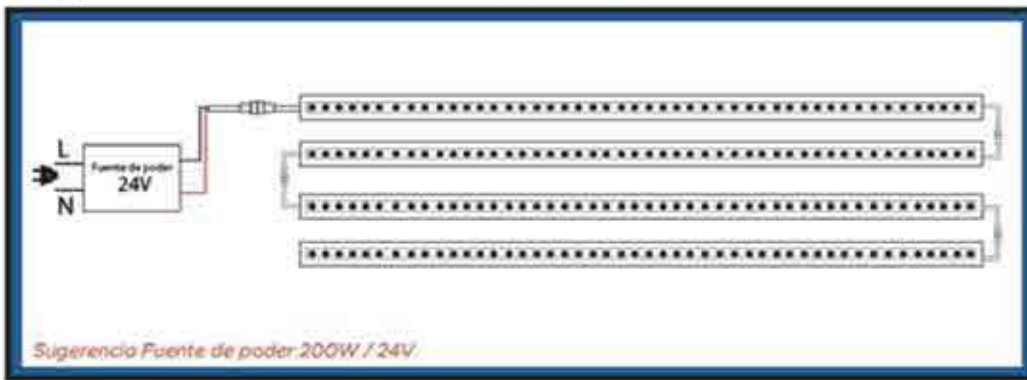 L
Fuente de poder
24V
N
Sugerencia Fuente de poder 200W / 24V